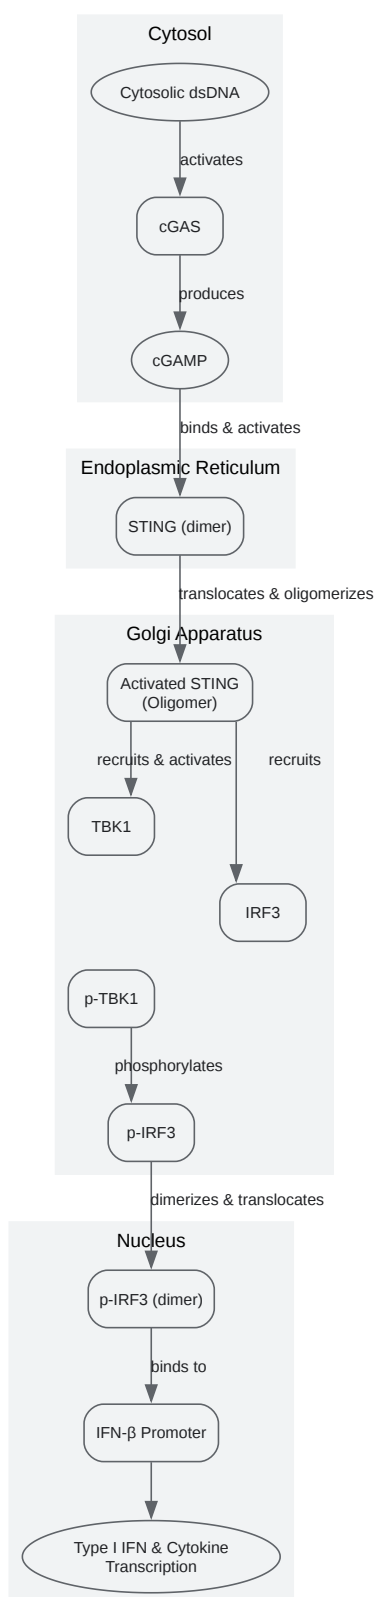 Cytosol
Cytosolic dsDNA
activates
cGAS
produces
cGAMP
binds & activates
Endoplasmic Reticulum
STING (dimer)
translocates & oligomerizes
Golgi Apparatus
Activated STING
(Oligomer)
recruits & activates
recruits
TBK1
IRF3
p-TBK1
phosphorylates
p-IRF3
dimerizes & translocates
Nucleus
p-IRF3 (dimer)
binds to
IFN-β Promoter
Type I IFN & Cytokine
Transcription